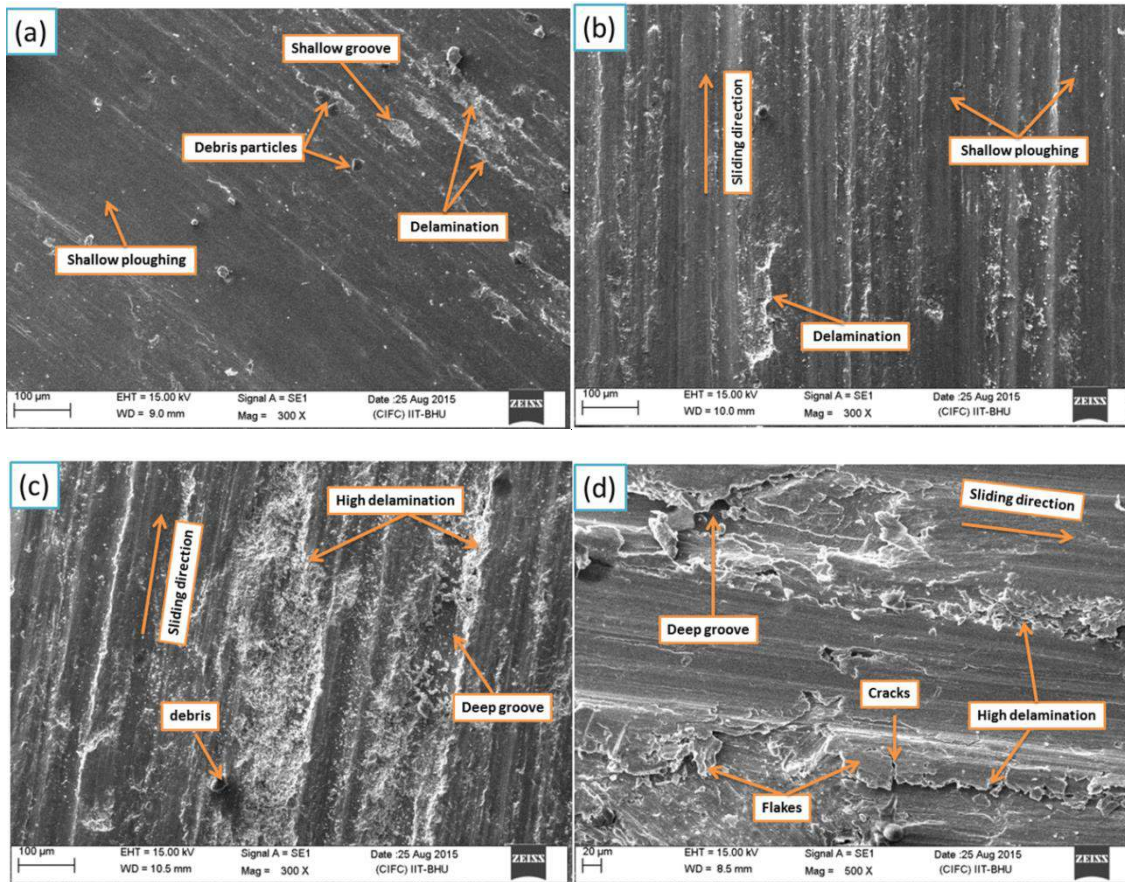 (a)
Shallow groove
Debris particles
Delamination
Shallow ploughing
100 µm
EHT = 15.00 kV
WD = 9.0 mm
Signal A = SE1
Mag = 300 X
Date :25 Aug 2015
(CIFC) IIT-BHU
ZEISS
(b)
Sliding direction
Shallow ploughing
Delamination
100 µm
EHT = 15.00 kV
WD = 10.0 mm
Signal A = SE1
Mag = 300 X
Date :25 Aug 2015
(CIFC) IIT-BHU
ZEISS
(c)
High delamination
Sliding direction
Deep groove
debris
100 µm
EHT = 15.00 kV
WD = 10.5 mm
Signal A = SE1
Mag = 300 X
Date :25 Aug 2015
(CIFC) IIT-BHU
ZEISS
(d)
Sliding direction
Deep groove
Cracks
High delamination
Flakes
20 µm
EHT = 15.00 kV
WD = 8.5 mm
Signal A = SE1
Mag = 500 X
Date :25 Aug 2015
(CIFC) IIT-BHU
ZEISS